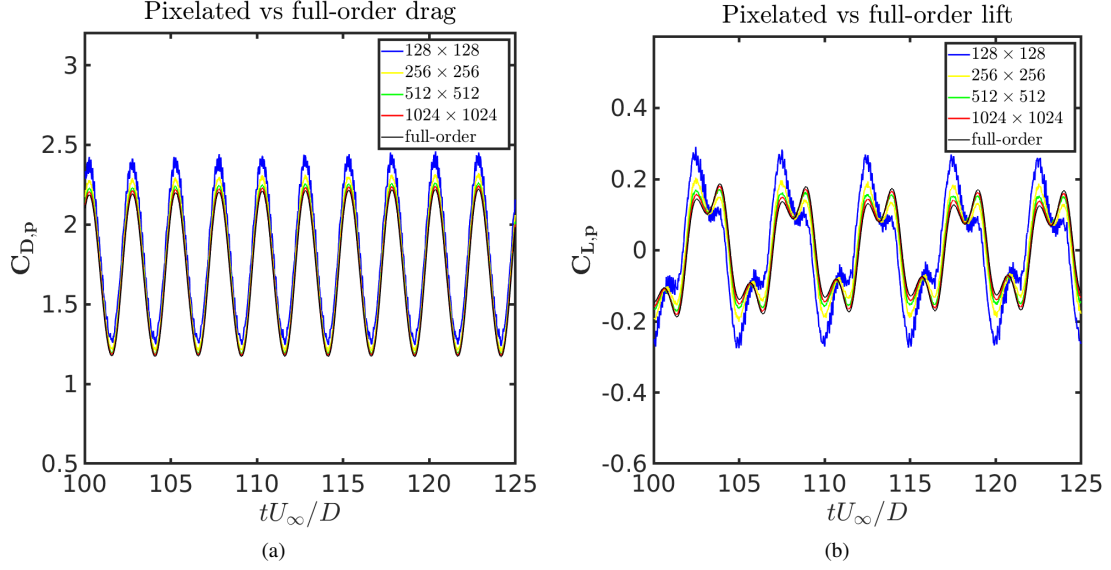 Pixelated vs full-order drag
128 × 128
256 × 256
512 × 512
1024 × 1024
full-order
3
2.5
2
1.5
1
0.5
C_D,p
100
105
110
115
120
125
tU∞/D
(a)
Pixelated vs full-order lift
128 × 128
256 × 256
512 × 512
1024 × 1024
full-order
0.4
0.2
0
-0.2
-0.4
-0.6
C_L,p
100
105
110
115
120
125
tU∞/D
(b)